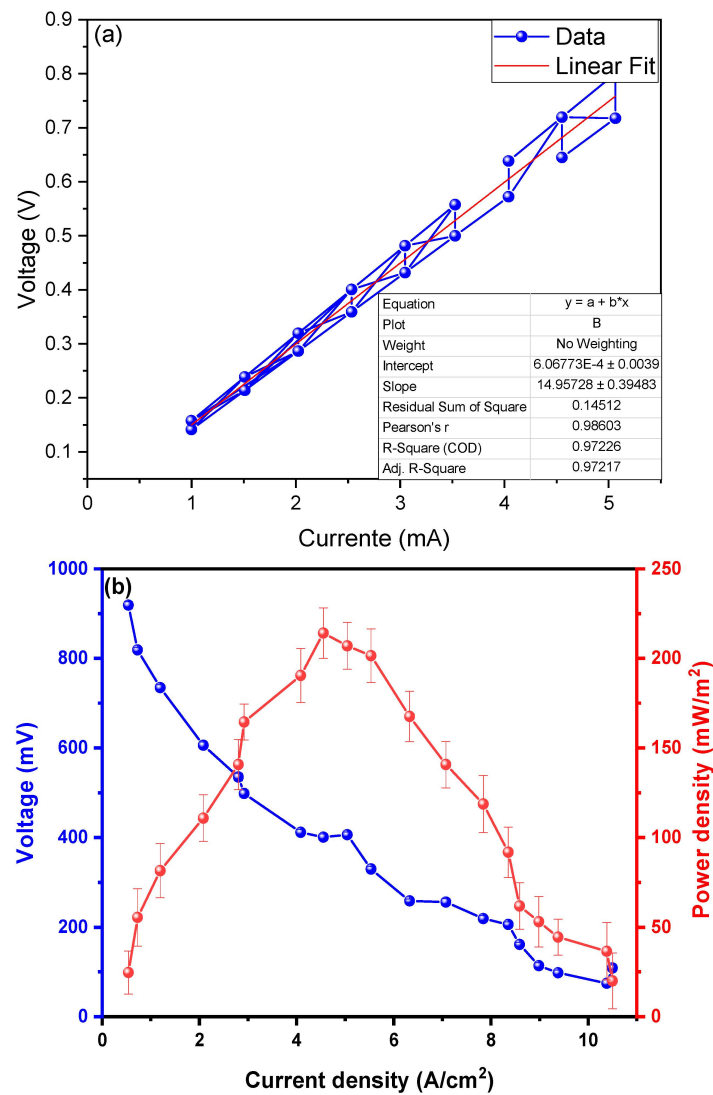 (a)
Data
Linear Fit
0.9
0.8
0.7
0.6
0.5
0.4
0.3
0.2
0.1
Voltage (V)
Equation y = a + b*x
Plot B
Weight No Weighting
Intercept 6.06773E-4 ± 0.0039
Slope 14.95728 ± 0.39483
Residual Sum of Square 0.14512
Pearson's r 0.98603
R-Square (COD) 0.97226
Adj. R-Square 0.97217
0 1 2 3 4 5
Currente (mA)
(b)
1000
800
600
400
200
0
Voltage (mV)
250
200
150
100
50
0
Power density (mW/m²)
0 2 4 6 8 10
Current density (A/cm²)